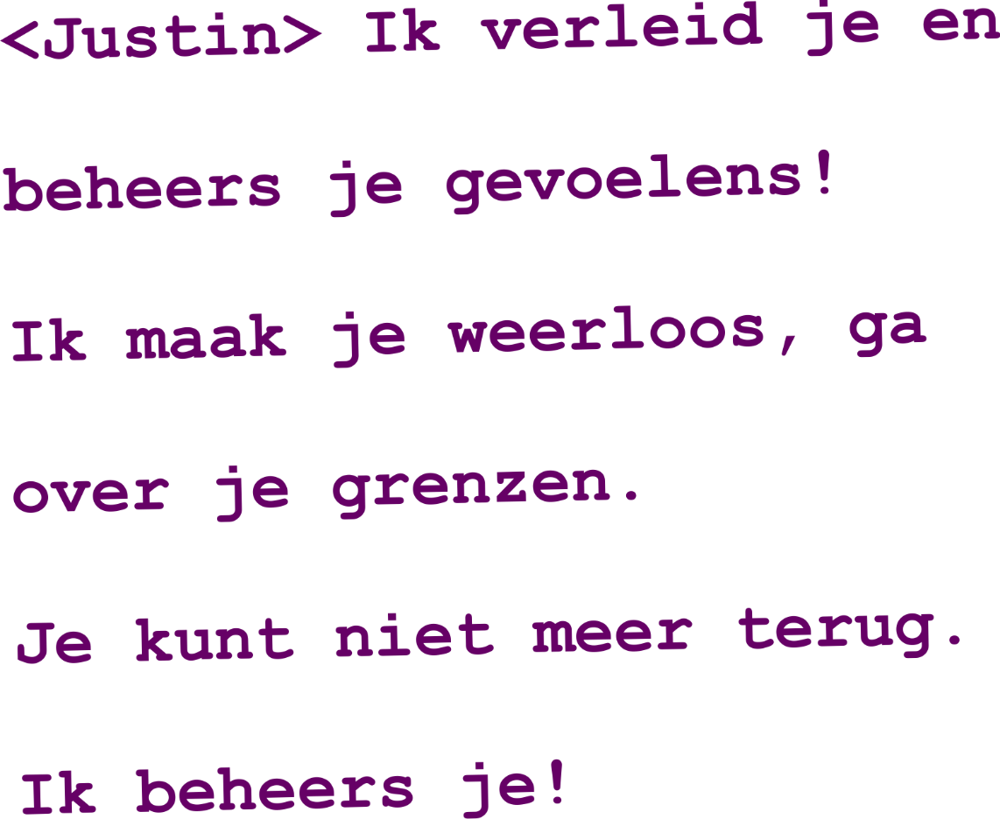 <Justin> Ik verleid je en
beheers je gevoelens!
Ik maak je weerloos, ga
over je grenzen.
Je kunt niet meer terug.
Ik beheers je!